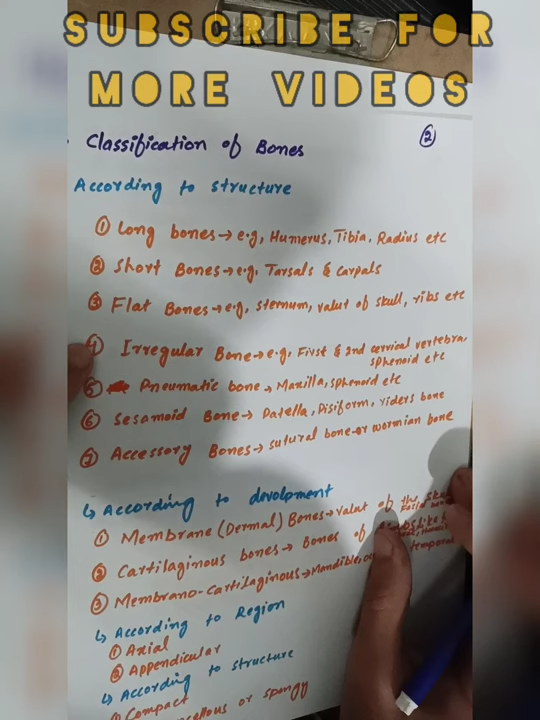 SUBSCRIBE FOR
MORE VIDEOS
Classification of Bones
②
According to structure
① Long bones → e.g, Humerus, Tibia, Radius etc
② Short Bones → e.g. Tarsals & Carpals
③ Flat Bones → e.g, sternum, valut of skull, ribs etc
④ Irregular Bone → e.g, First & 2nd cervical vertebra,
sphenoid etc
⑤ Pneumatic bone → Maxilla, sphenoid etc
⑥ Sesamoid Bone → Patella, Pisiform, riders bone
⑦ Accessory Bones → sutural bone or wormian bone
↳ According to devolpment
① Membrane (Dermal) Bones → valut of the
② Cartilaginous bones → Bones of
③ Membrano-cartilaginous → Mandible, temporal
↳ According to Region
① Axial
② Appendicular
↳ According to structure
① Compact
or spongy